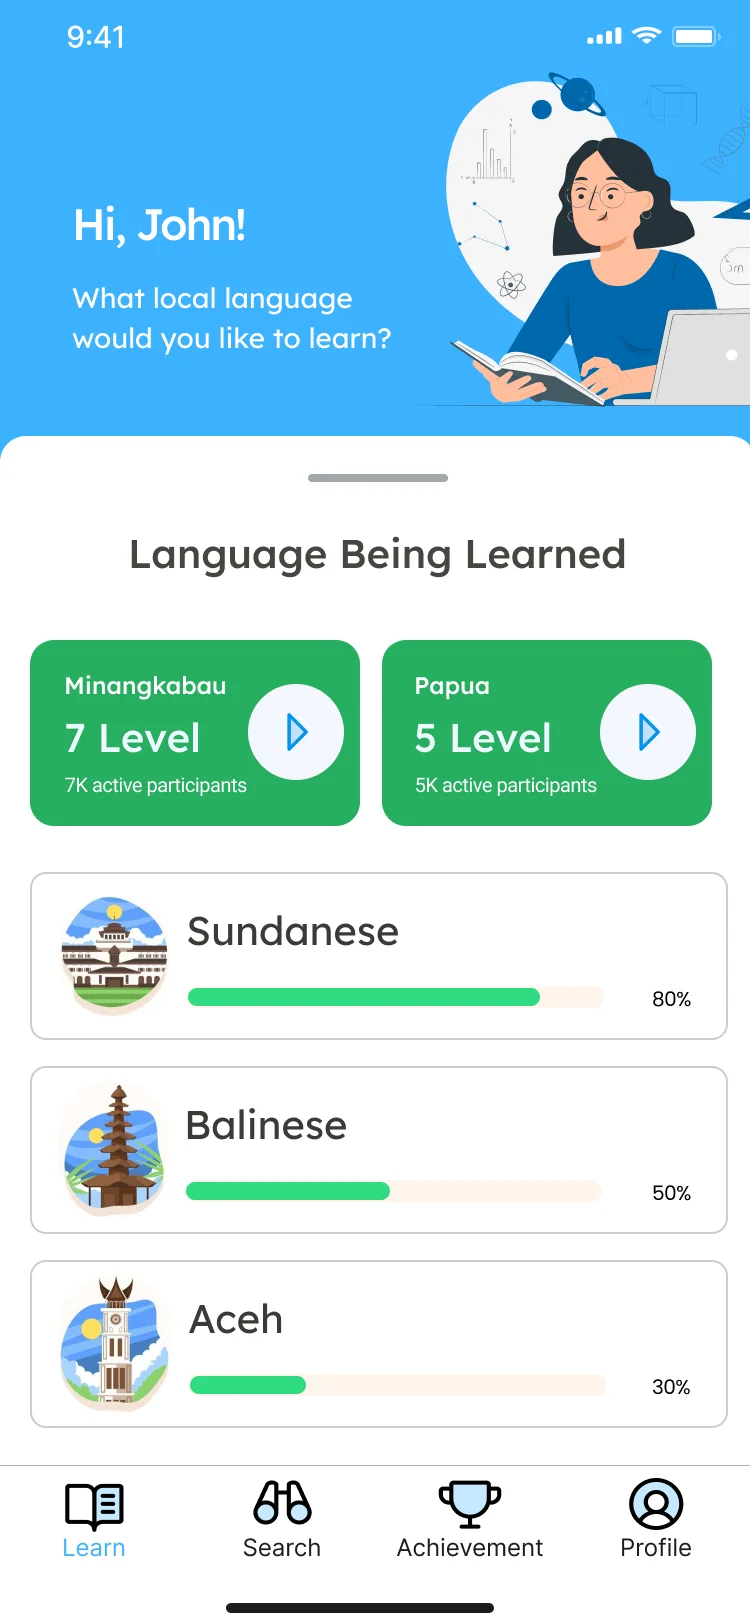 9:41
Hi, John!
What local language
would you like to learn?
Language Being Learned
Minangkabau
7 Level
7K active participants
Papua
5 Level
5K active participants
Sundanese
80%
Balinese
50%
Aceh
30%
Learn
Search
Achievement
Profile